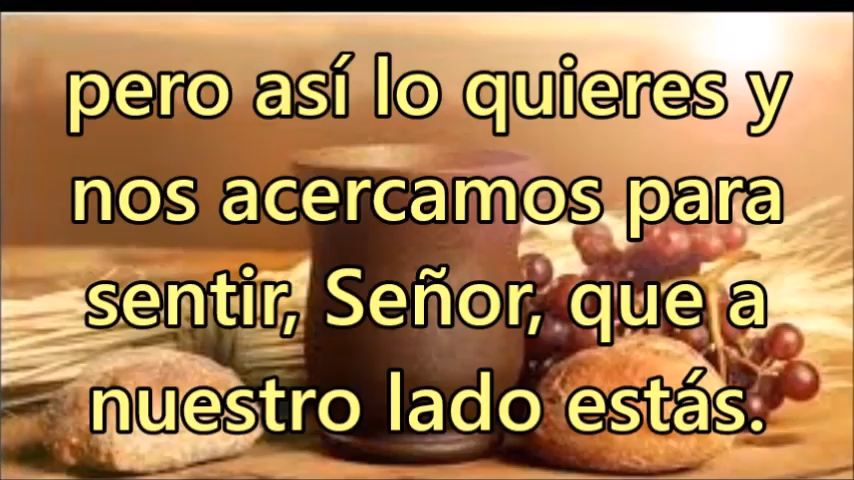 pero así lo quieres y
nos acercamos para
sentir, Señor, que a
nuestro lado estás.